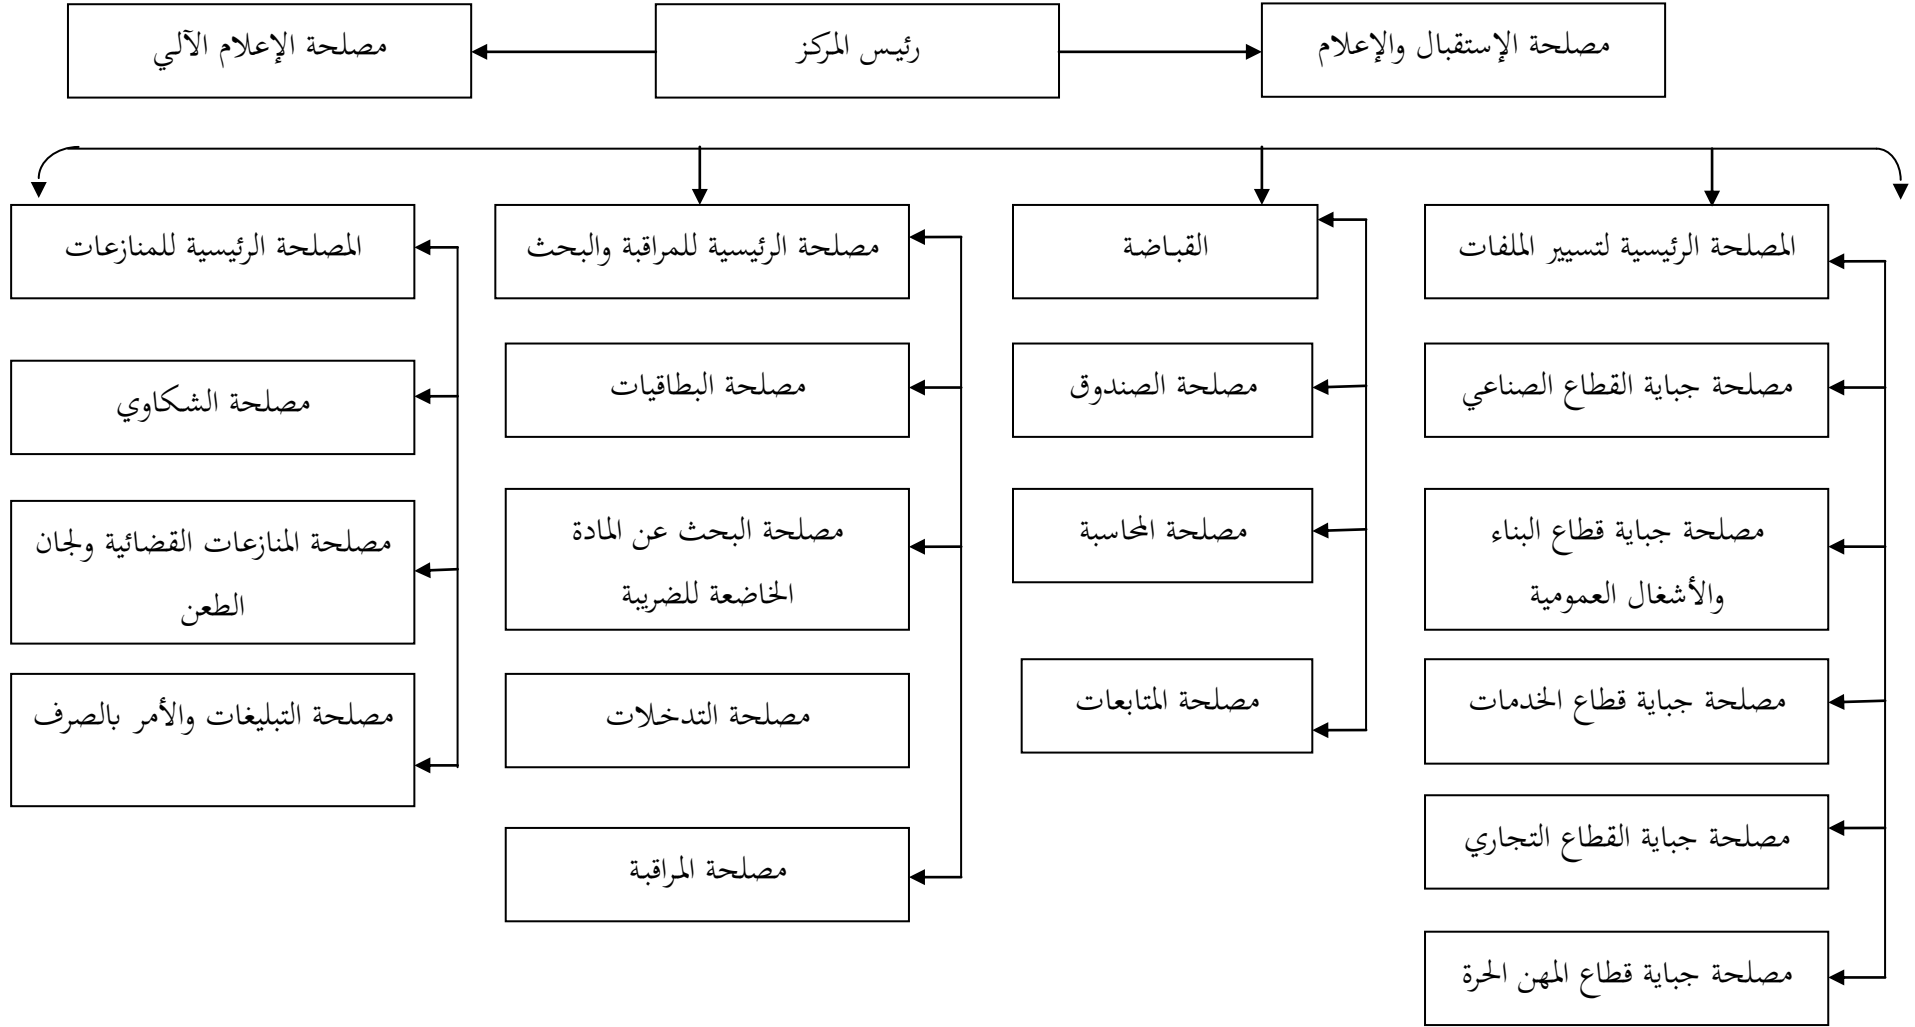 مصلحة الإستقبال والإعلام
رئيس المركز
مصلحة الإعلام الآلي
المصلحة الرئيسية لتسيير الملفات
مصلحة جباية القطاع الصناعي
مصلحة جباية قطاع البناء
والأشغال العمومية
مصلحة جباية قطاع الخدمات
مصلحة جباية القطاع التجاري
مصلحة جباية قطاع المهن الحرة
القباضة
مصلحة الصندوق
مصلحة المحاسبة
مصلحة المتابعات
مصلحة الرئيسية للمراقبة والبحث
مصلحة البطاقيات
مصلحة البحث عن المادة
الخاضعة للضريبة
مصلحة التدخلات
مصلحة المراقبة
المصلحة الرئيسية للمنازعات
مصلحة الشكاوي
مصلحة المنازعات القضائية ولجان
الطعن
مصلحة التبليغات والأمر بالصرف